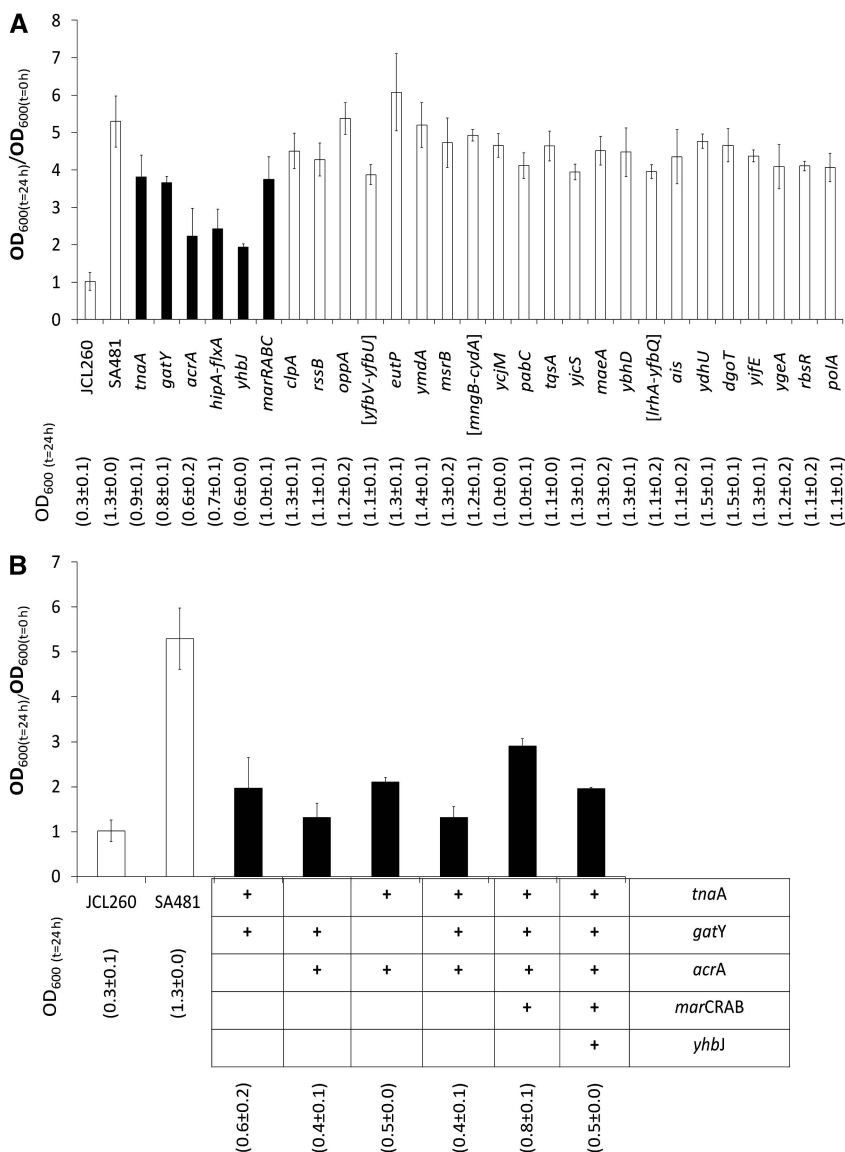 A
OD600(t=24 h)/OD600(t=0 h)
8
7
6
5
4
3
2
1
0
JCL260
SA481
tnaA
gatY
acrA
hipA-flxA
yhbJ
marRABC
clpA
rssB
oppA
[yfbV-yfbU]
eutP
ymdA
msrB
[mngB-cydA]
ycjM
pabC
tqsA
yjcS
maeA
ybhD
[lrhA-yfbQ]
ais
ydhU
dgoT
yifE
ygeA
rbsR
polA
OD600 (t=24h)
(0.3±0.1)
(1.3±0.0)
(0.9±0.1)
(0.8±0.1)
(0.6±0.2)
(0.7±0.1)
(0.6±0.0)
(1.0±0.1)
(1.3±0.1)
(1.1±0.1)
(1.2±0.2)
(1.1±0.1)
(1.3±0.1)
(1.4±0.1)
(1.3±0.2)
(1.2±0.1)
(1.0±0.0)
(1.0±0.1)
(1.1±0.0)
(1.3±0.1)
(1.3±0.2)
(1.3±0.1)
(1.1±0.2)
(1.1±0.2)
(1.5±0.1)
(1.5±0.2)
(1.3±0.1)
(1.2±0.2)
(1.1±0.2)
(1.1±0.1)
B
OD600(t=24 h)/OD600(t=0 h)
7
6
5
4
3
2
1
0
JCL260 SA481
+ + + + + tnaA
+ + + + + gatY
+ + + + + acrA
+ + marCRAB
+ yhbJ
OD600 (t=24h)
(0.3±0.1)
(1.3±0.0)
(0.6±0.2)
(0.4±0.1)
(0.5±0.0)
(0.4±0.1)
(0.8±0.1)
(0.5±0.0)